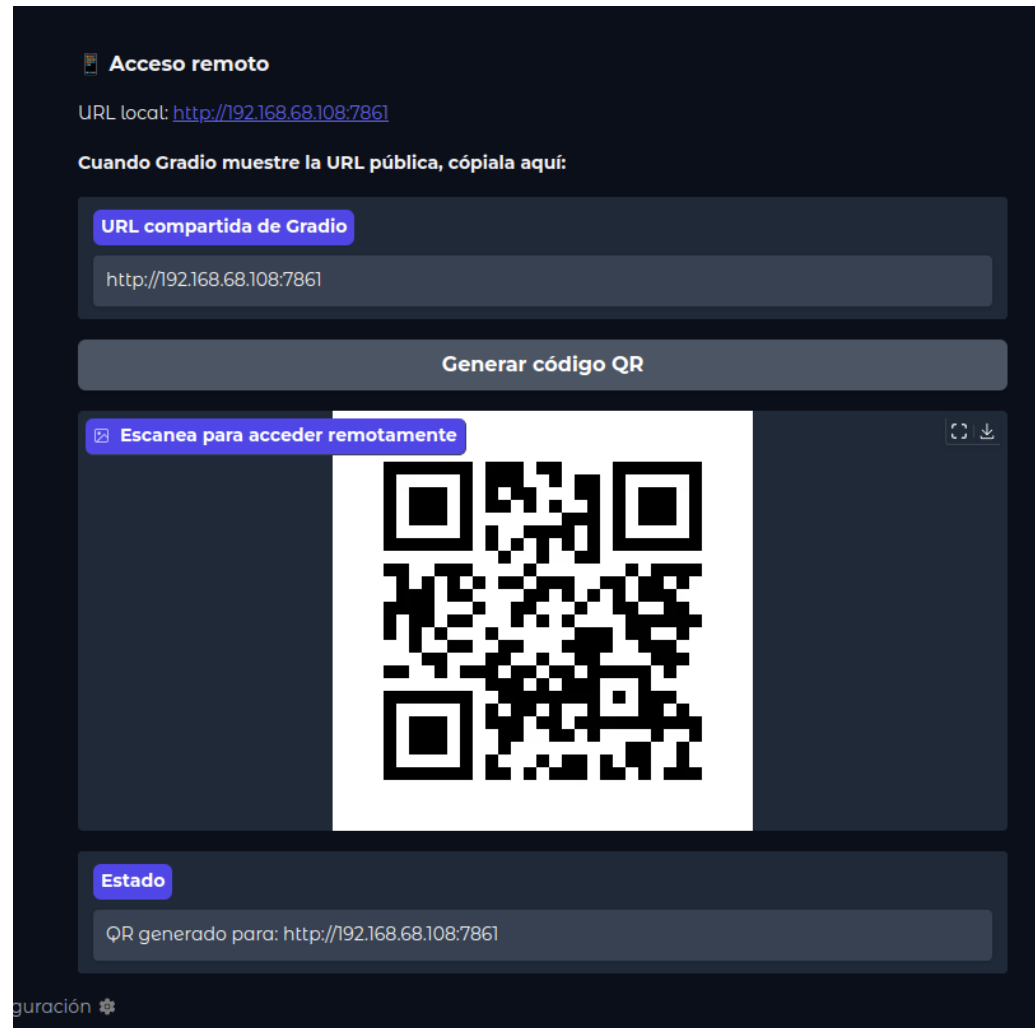 Acceso remoto
URL local: http://192.168.68.108:7861
Cuando Gradio muestre la URL pública, cópiala aquí:
URL compartida de Gradio
http://192.168.68.108:7861
Generar código QR
Escanea para acceder remotamente
Estado
QR generado para: http://192.168.68.108:7861
guración